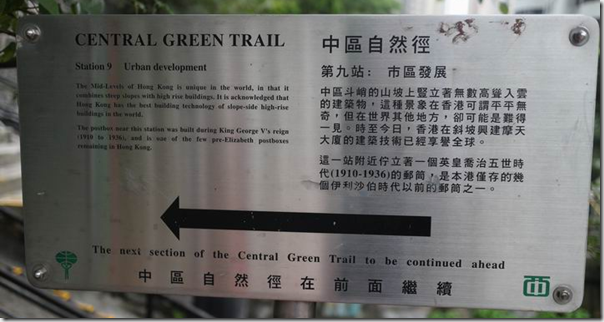 CENTRAL GREEN TRAIL
Station 9 Urban development
The Mid-Levels of Hong Kong is unique in the world, in that it
combines steep slopes with high rise buildings. It is acknowledged that
Hong Kong has the best building technology of slope-side high-rise
buildings in the world.
The postbox near this station was built during King George V's reign
(1910 to 1936), and is one of the few pre-Elizabeth postboxes
remaining in Hong Kong.
中區自然徑
第九站： 市區發展
中區斗峭的山坡上豎立著無數高聳入雲
的建築物，這種景象在香港可謂平平無
奇，但在世界其他地方，卻可能是難得
一見。時至今日，香港在斜坡興建摩天
大廈的建築技術已經享譽全球。
這一站附近佇立著一個英皇喬治五世時
代(1910-1936)的郵筒，是本港僅存的幾
個伊利沙伯時代以前的郵筒之一。
The next section of the Central Green Trail to be continued ahead
中區自然徑在前面繼續